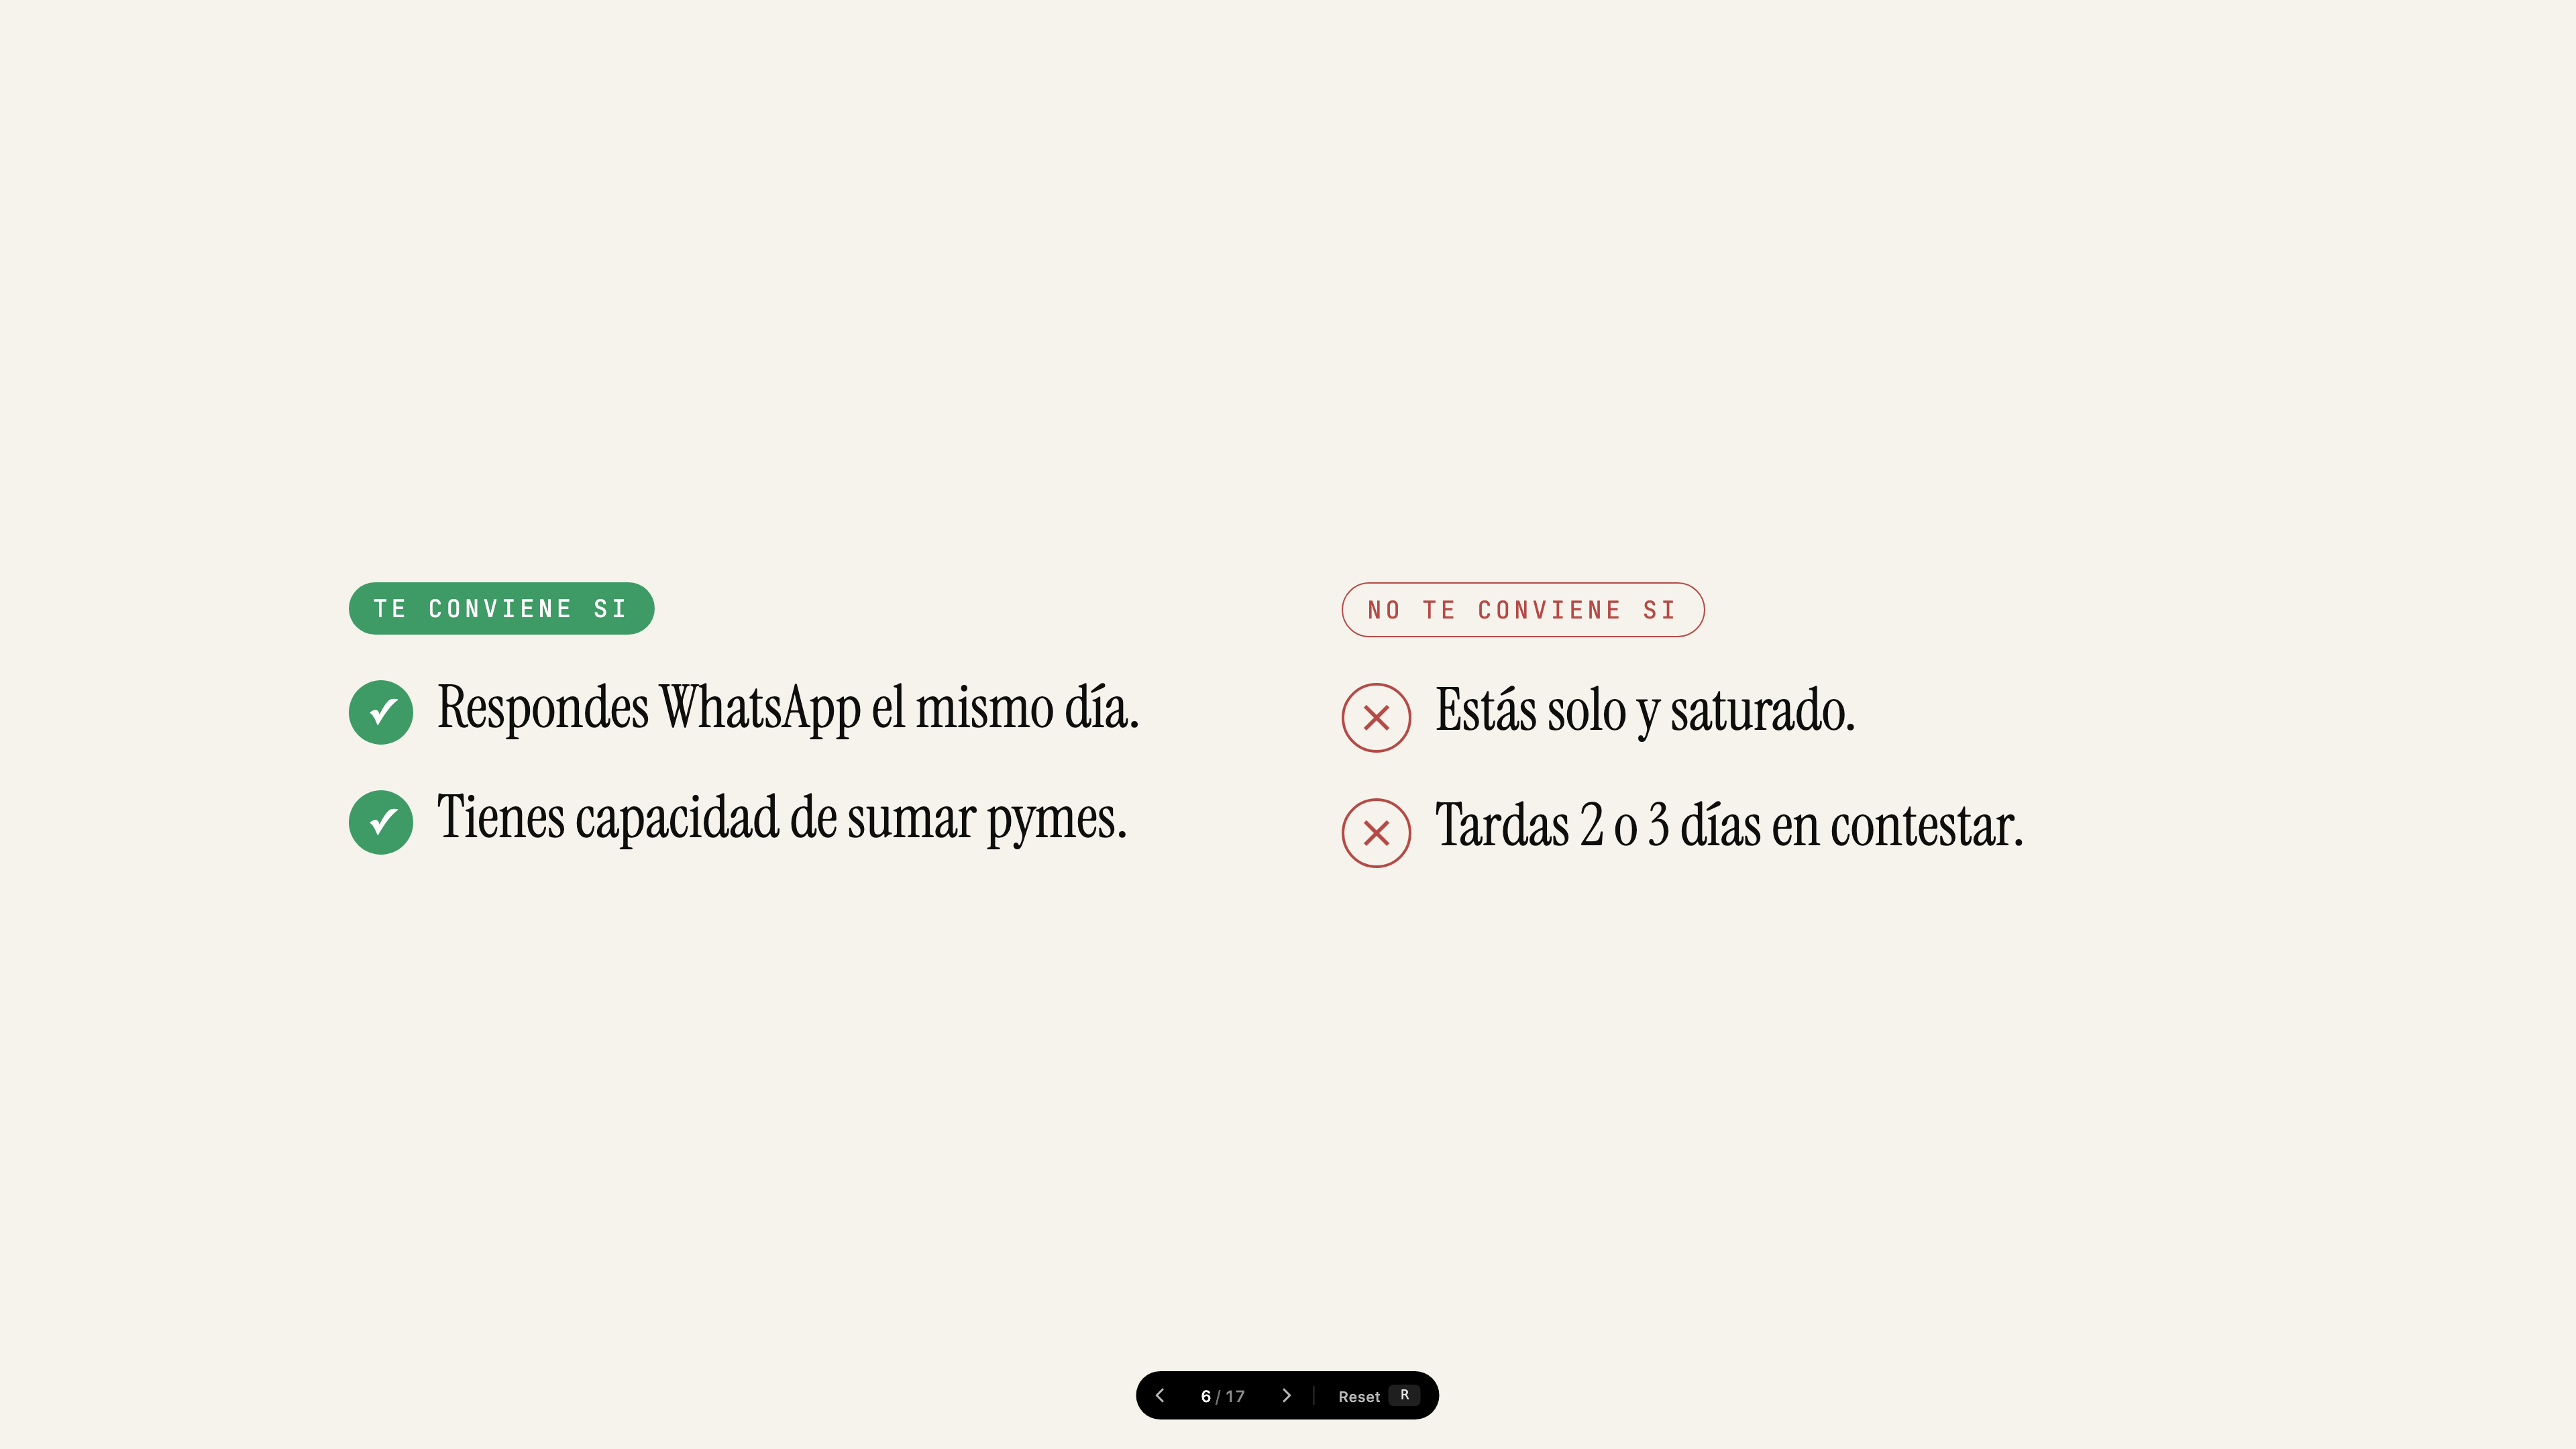 TE CONVIENE SI
Respondes WhatsApp el mismo día.
Tienes capacidad de sumar pymes.
NO TE CONVIENE SI
Estás solo y saturado.
Tardas 2 o 3 días en contestar.
6 / 17 Reset R